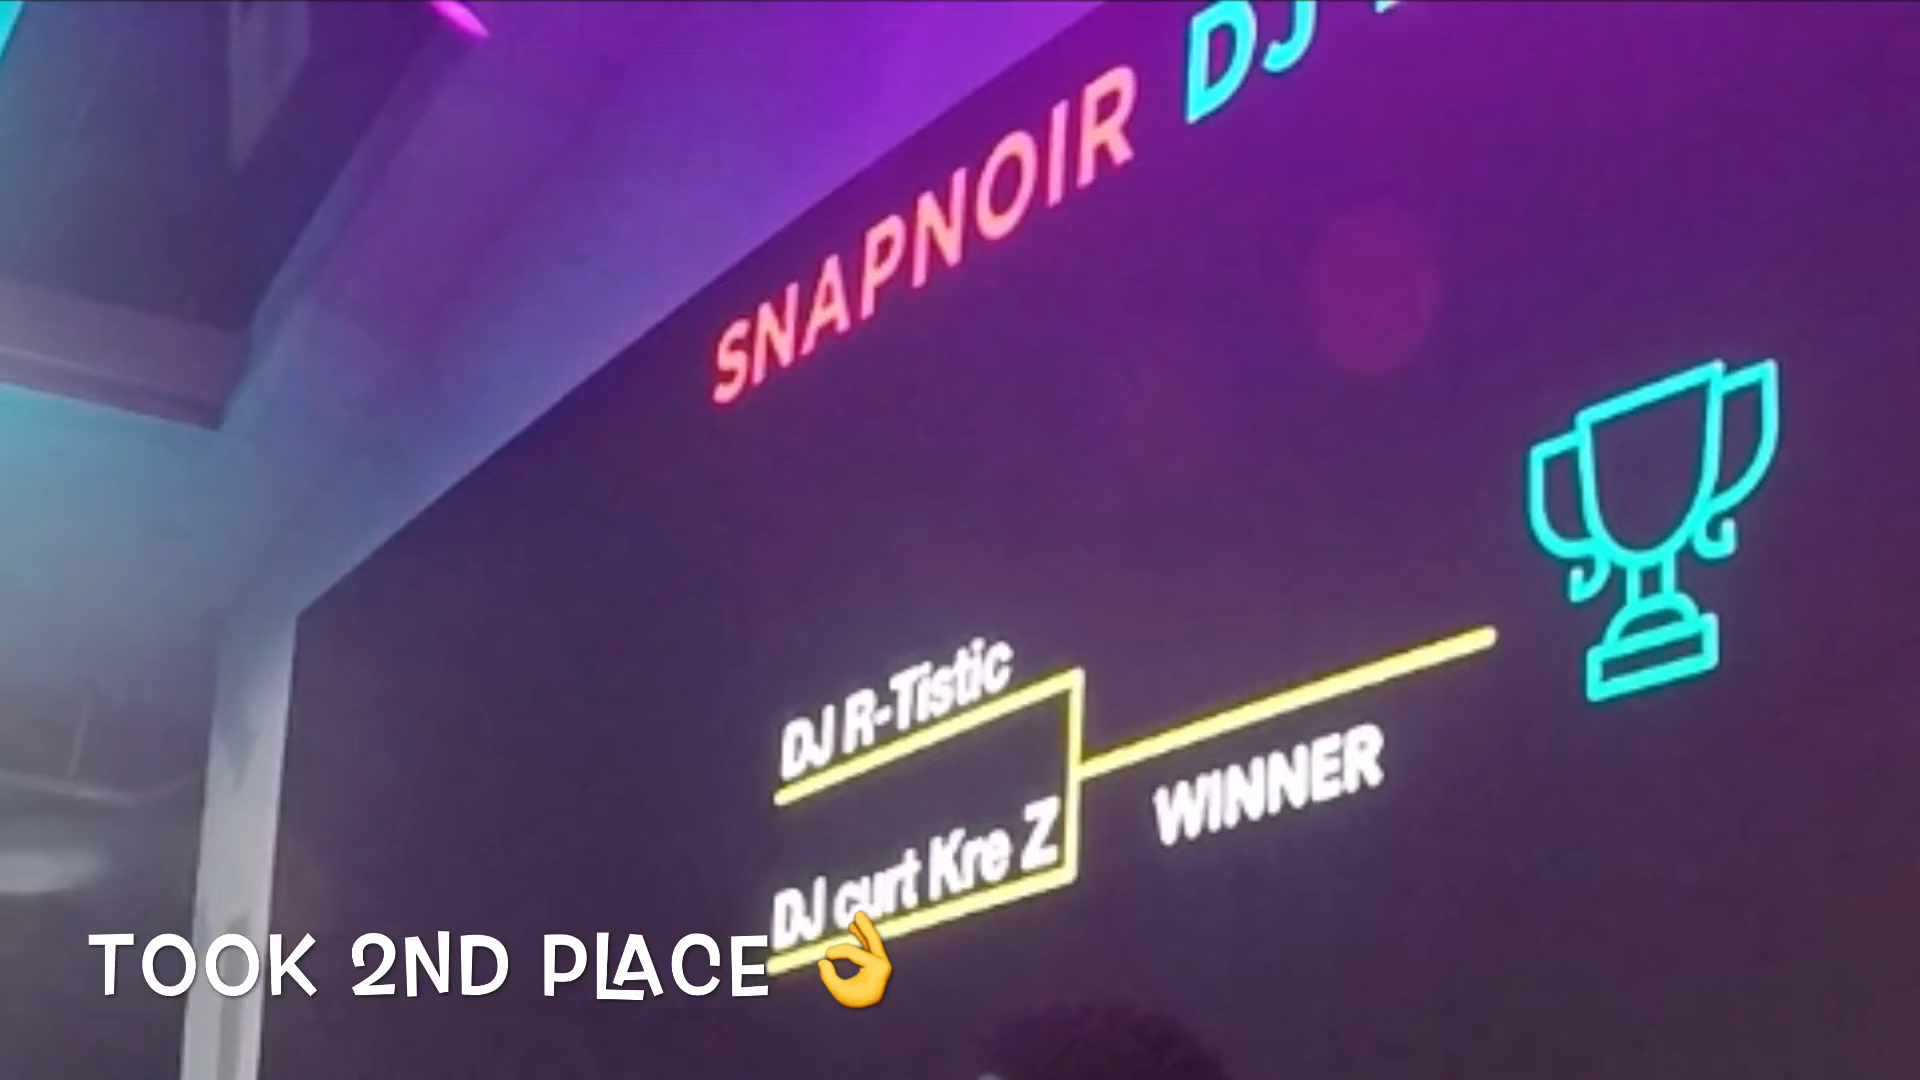 SNAPNOIR DJ
DJ R-Tistic
DJ curt Kre Z
WINNER
TOOK 2ND PLACE 👌